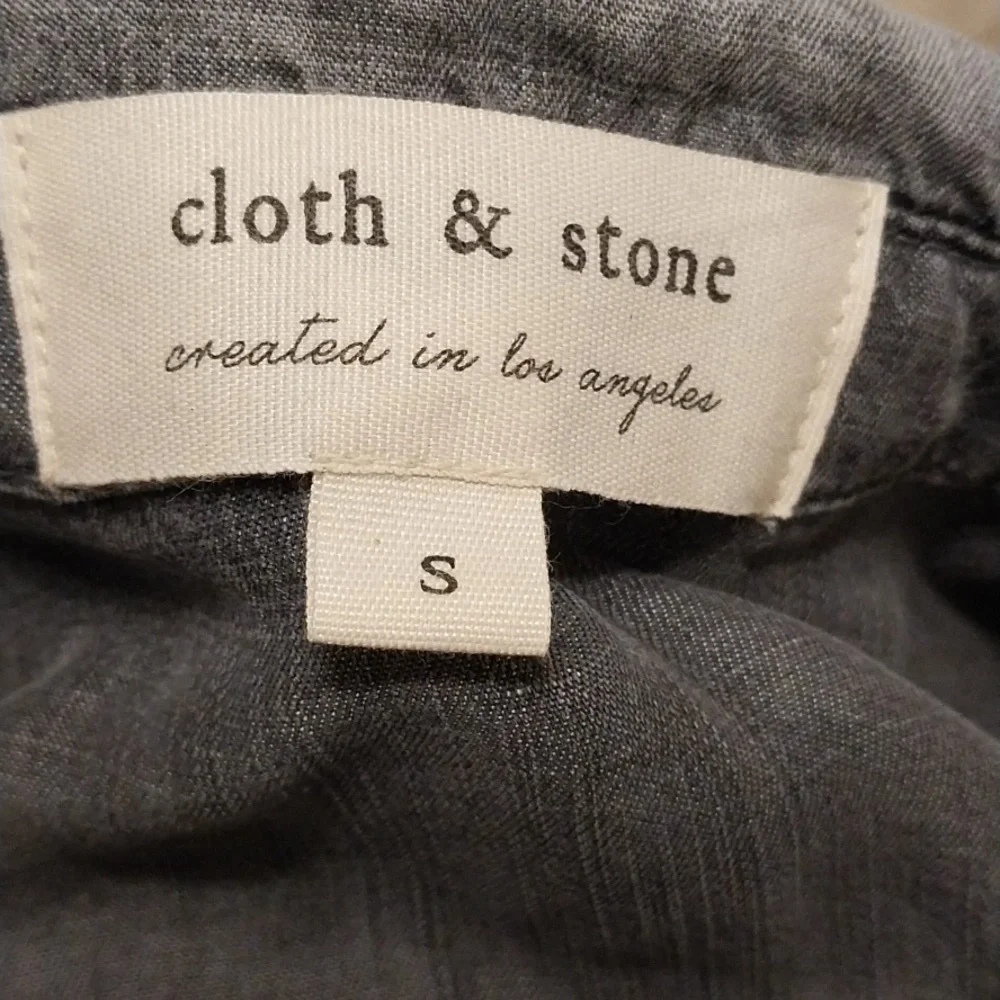 cloth & stone
created in los angeles
S